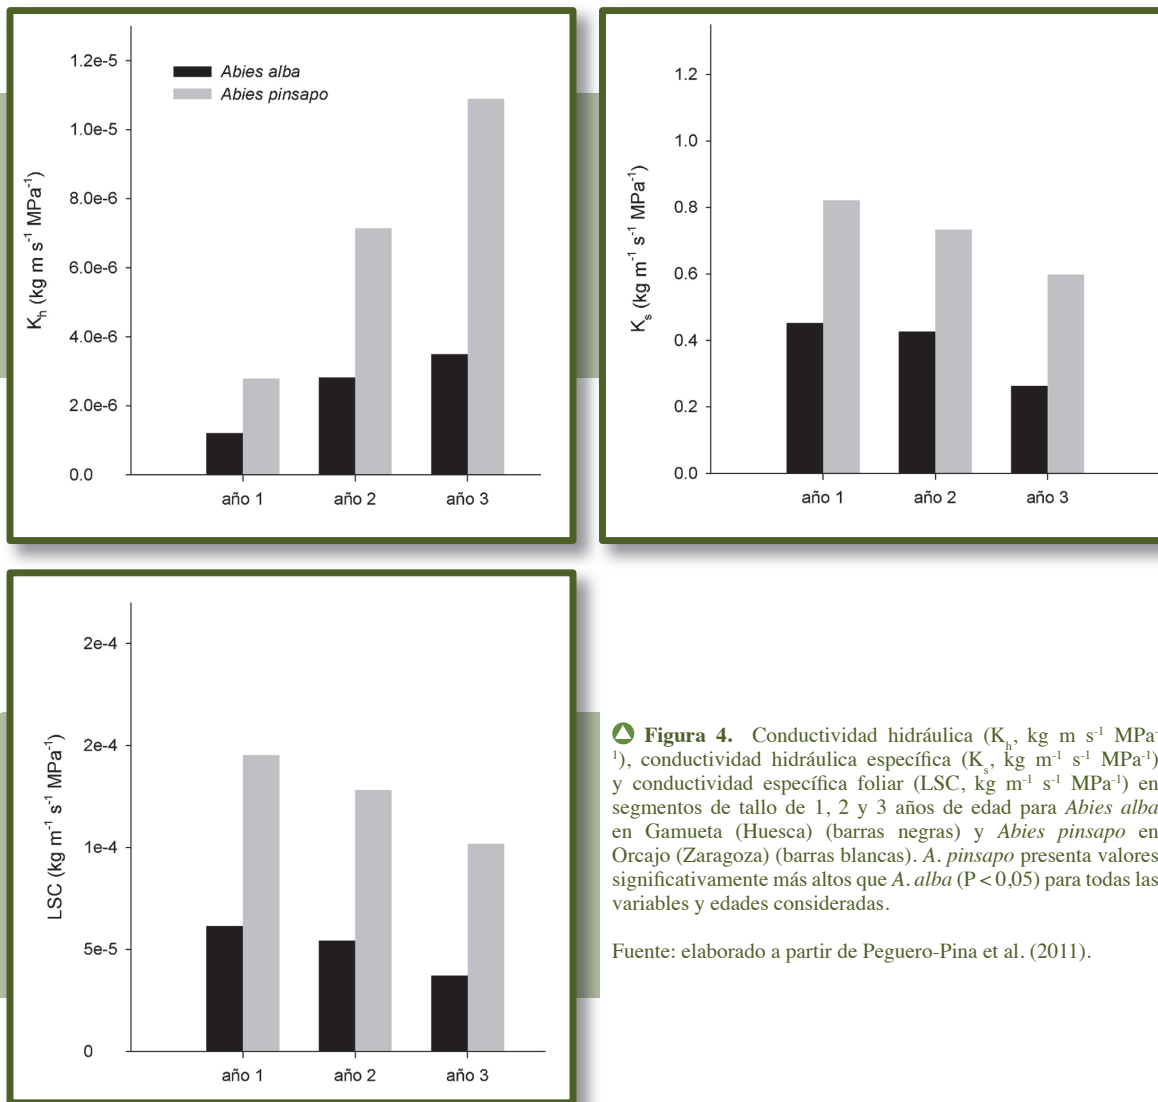 1.2e-5
1.0e-5
8.0e-6
6.0e-6
4.0e-6
2.0e-6
0.0
K_h (kg m s⁻¹ MPa⁻¹)
Abies alba
Abies pinsapo
año 1 año 2 año 3
1.2
1.0
0.8
0.6
0.4
0.2
0.0
K_s (kg m⁻¹ s⁻¹ MPa⁻¹)
año 1 año 2 año 3
2e-4
2e-4
1e-4
5e-5
0
LSC (kg m⁻¹ s⁻¹ MPa⁻¹)
año 1 año 2 año 3
Figura 4. Conductividad hidráulica (K_h, kg m s⁻¹ MPa⁻
¹), conductividad hidráulica específica (K_s, kg m⁻¹ s⁻¹ MPa⁻¹)
y conductividad específica foliar (LSC, kg m⁻¹ s⁻¹ MPa⁻¹) en
segmentos de tallo de 1, 2 y 3 años de edad para Abies alba
en Gamueta (Huesca) (barras negras) y Abies pinsapo en
Orcajo (Zaragoza) (barras blancas). A. pinsapo presenta valores
significativamente más altos que A. alba (P < 0,05) para todas las
variables y edades consideradas.
Fuente: elaborado a partir de Peguero-Pina et al. (2011).